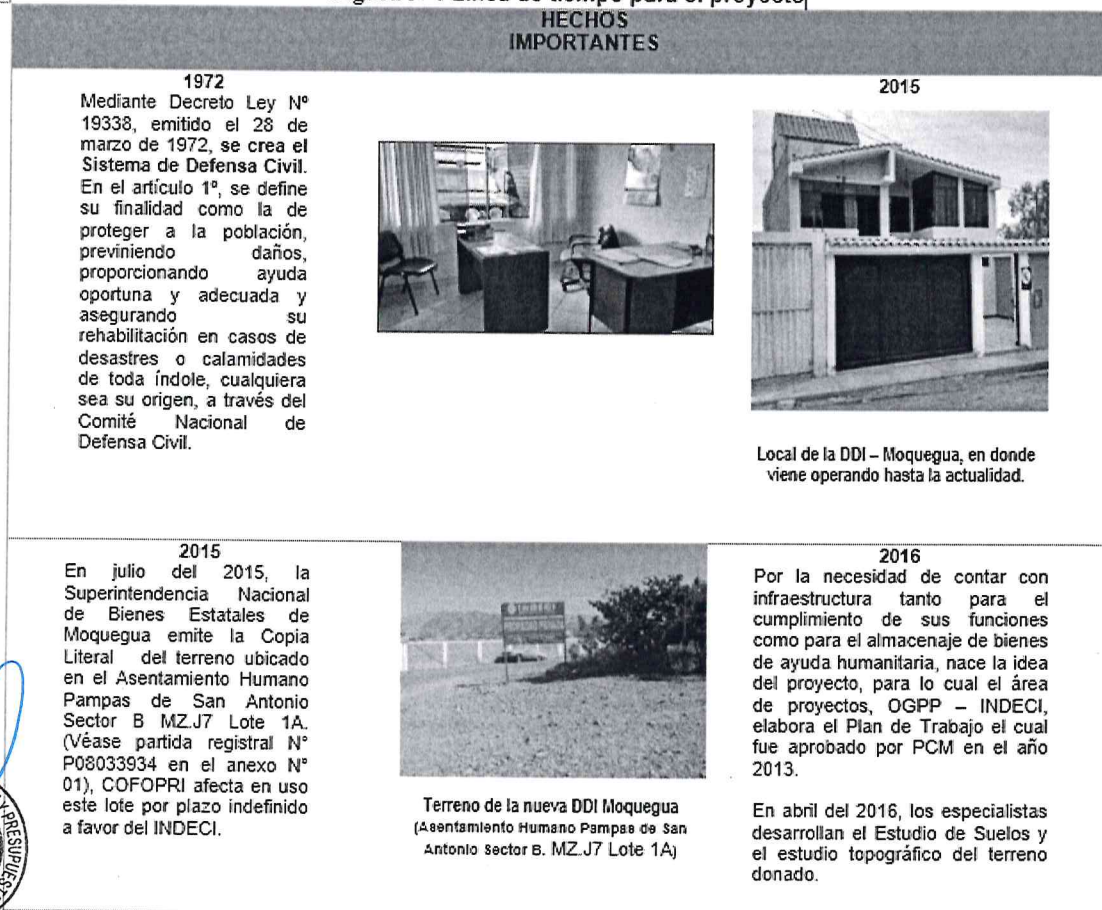 Línea de tiempo para el proyecto
HECHOS
IMPORTANTES
1972
Mediante Decreto Ley Nº
19338, emitido el 28 de
marzo de 1972, se crea el
Sistema de Defensa Civil.
En el artículo 1º, se define
su finalidad como la de
proteger a la población,
previniendo daños,
proporcionando ayuda
oportuna y adecuada y
asegurando su
rehabilitación en casos de
desastres o calamidades
de toda índole, cualquiera
sea su origen, a través del
Comité Nacional de
Defensa Civil.
2015
Local de la DDI – Moquegua, en donde
viene operando hasta la actualidad.
2015
En julio del 2015, la
Superintendencia Nacional
de Bienes Estatales de
Moquegua emite la Copia
Literal del terreno ubicado
en el Asentamiento Humano
Pampas de San Antonio
Sector B MZ.J7 Lote 1A.
(Véase partida registral N°
P08033934 en el anexo N°
01), COFOPRI afecta en uso
este lote por plazo indefinido
a favor del INDECI.
Terreno de la nueva DDI Moquegua
(Asentamiento Humano Pampas de San
Antonio Sector B. MZ.J7 Lote 1A)
2016
Por la necesidad de contar con
infraestructura tanto para el
cumplimiento de sus funciones
como para el almacenaje de bienes
de ayuda humanitaria, nace la idea
del proyecto, para lo cual el área
de proyectos, OGPP – INDECI,
elabora el Plan de Trabajo el cual
fue aprobado por PCM en el año
2013.
En abril del 2016, los especialistas
desarrollan el Estudio de Suelos y
el estudio topográfico del terreno
donado.
Y PRESUPUESTO